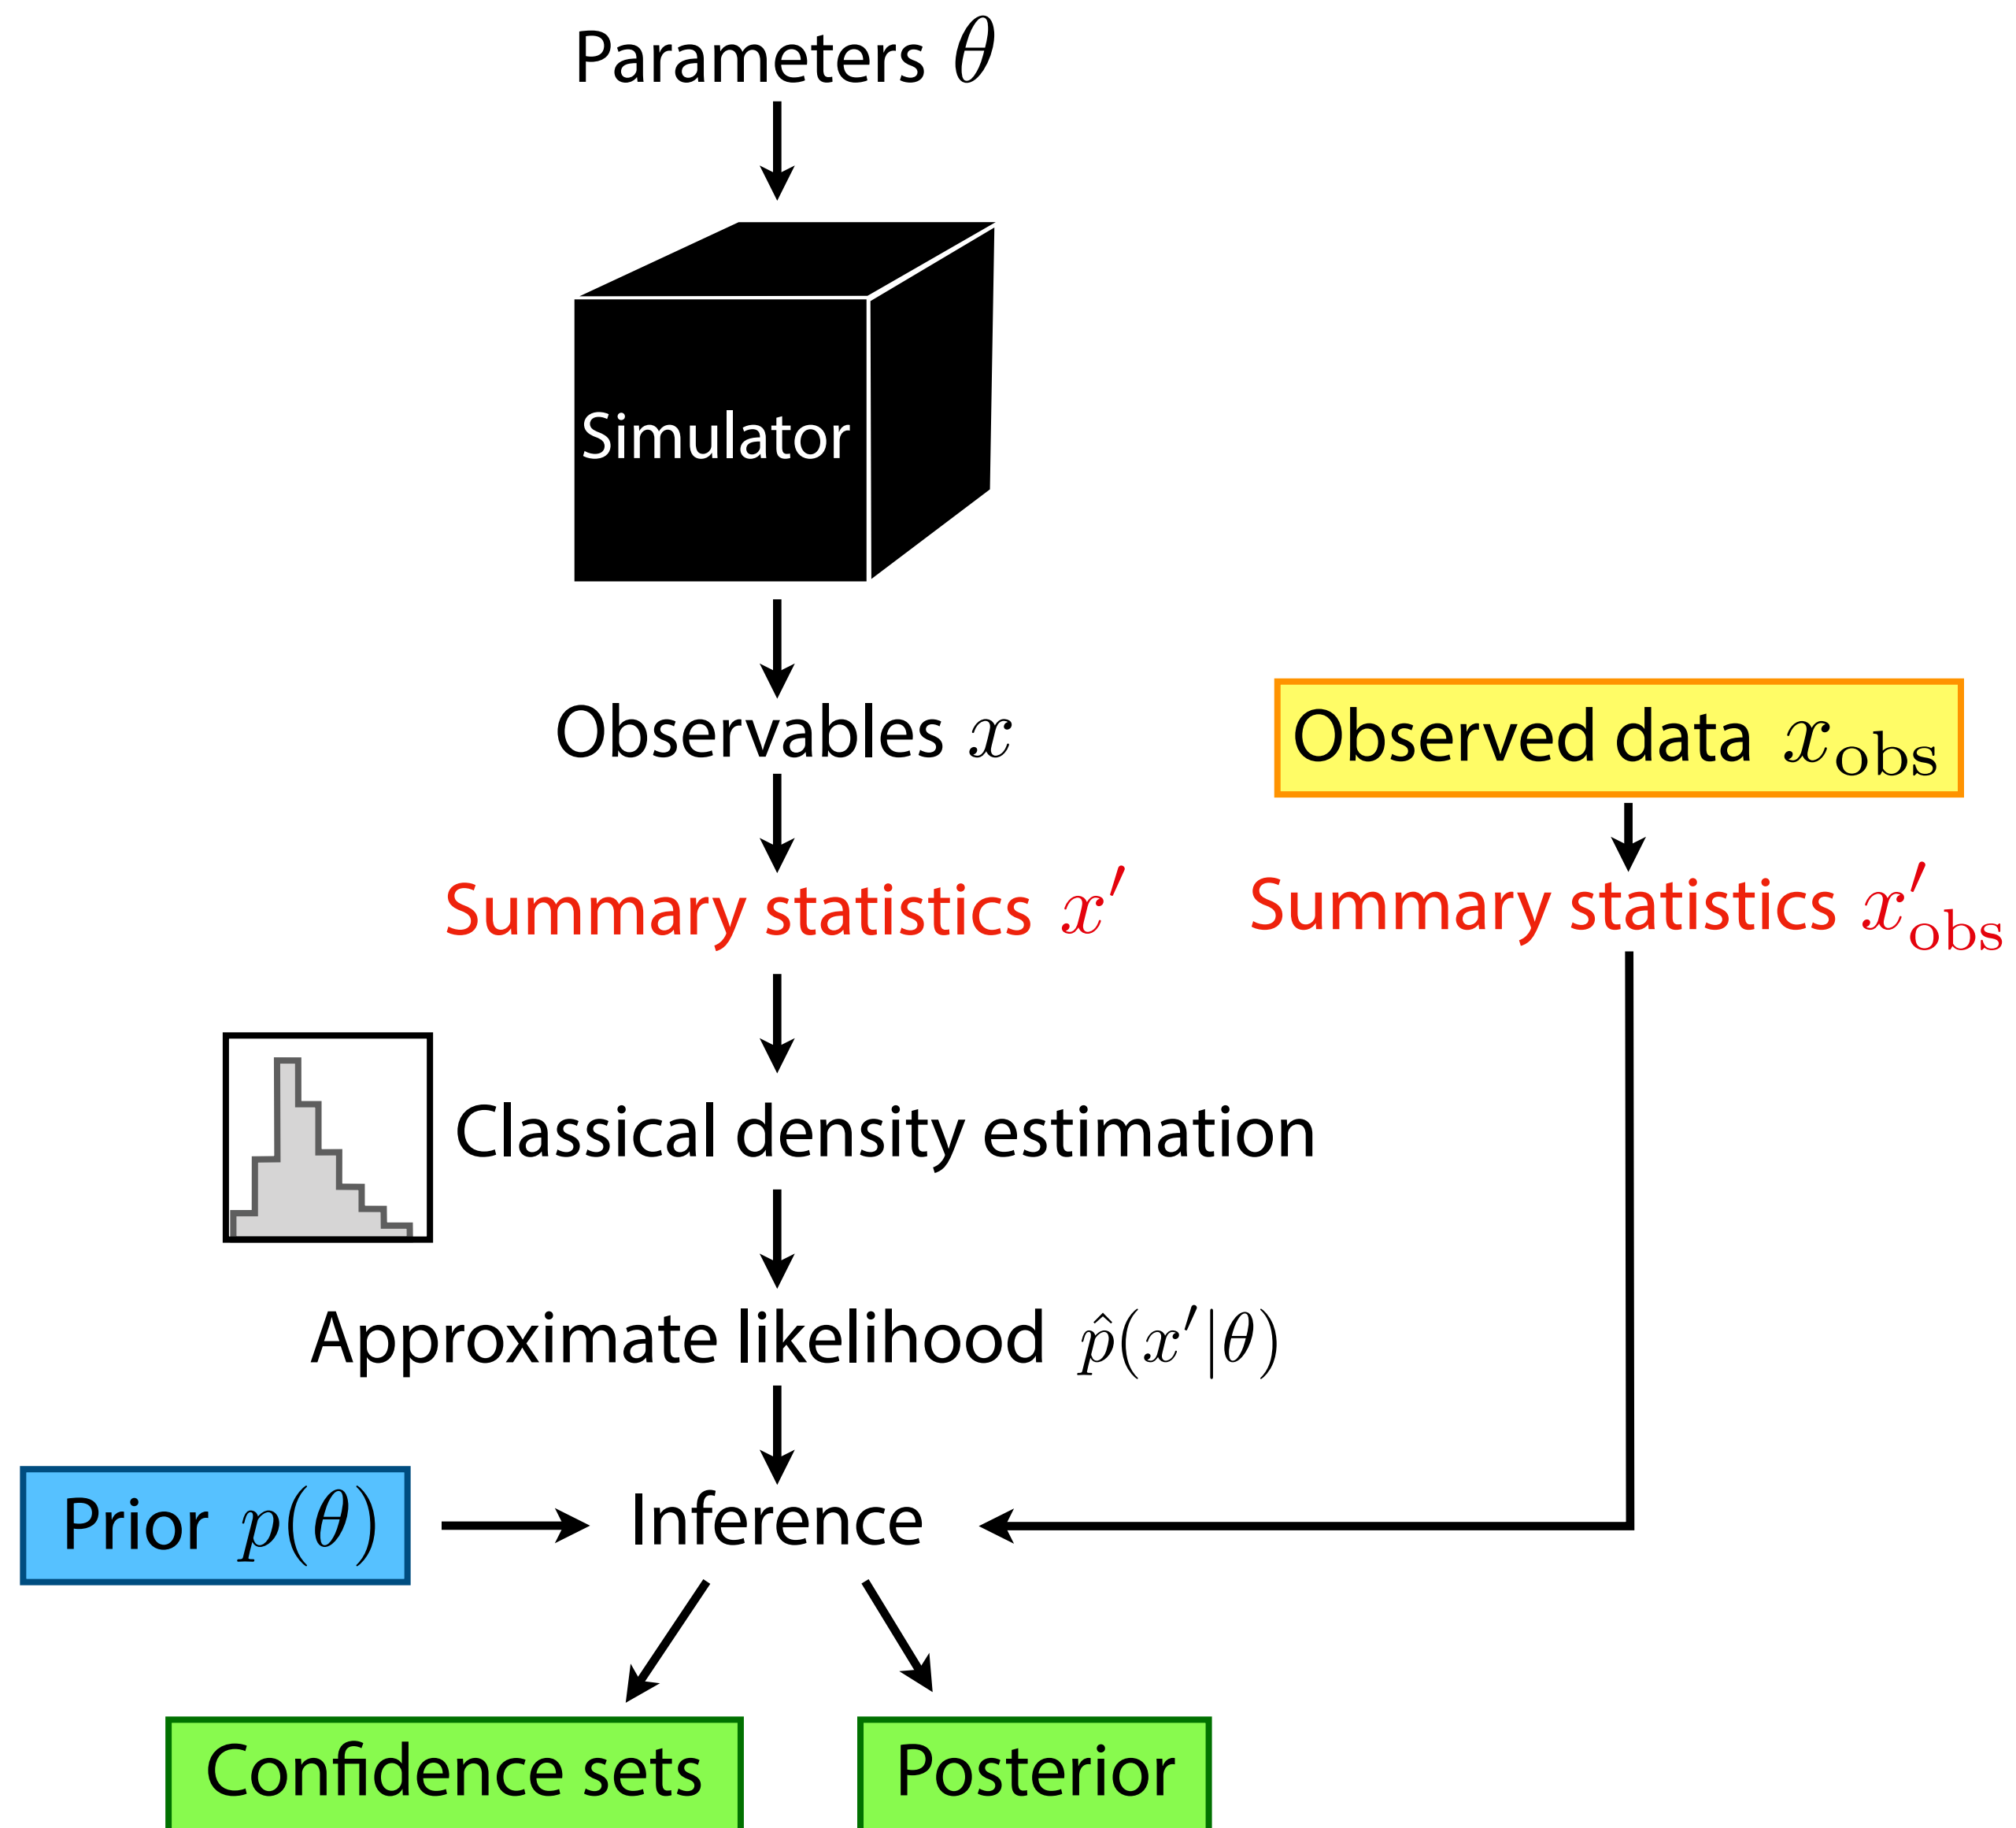 Parameters θ
Simulator
Observables x
Observed data x_obs
Summary statistics x′
Summary statistics x′_obs
Classical density estimation
Approximate likelihood p̂(x′|θ)
Prior p(θ)
Inference
Confidence sets
Posterior